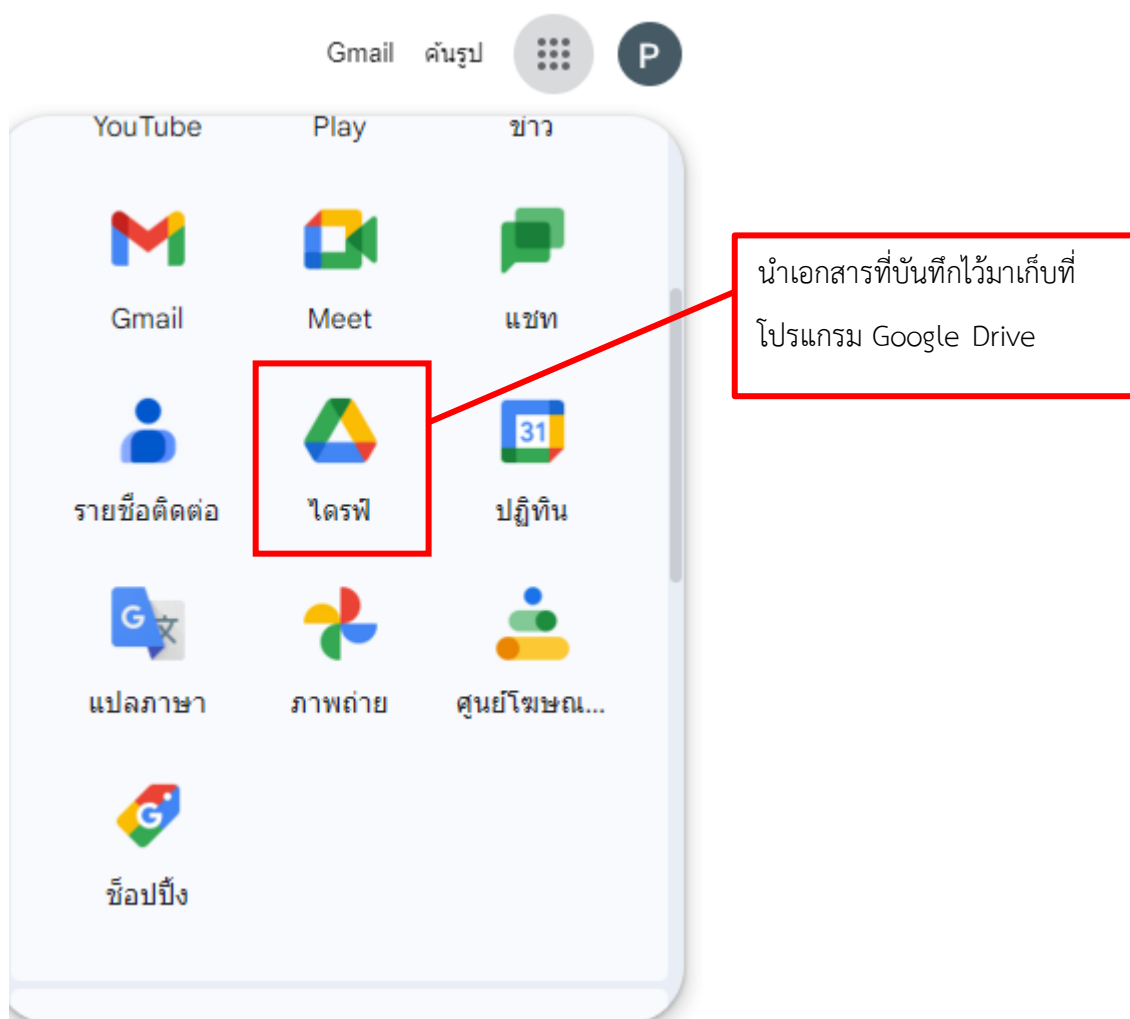 Gmail ค้นรูป P
YouTube Play ข่าว
Gmail Meet แชท
นำเอกสารที่บันทึกไว้มาเก็บที่
โปรแกรม Google Drive
31
รายชื่อติดต่อ ไดรฟ์ ปฏิทิน
G 文
แปลภาษา ภาพถ่าย ศูนย์โฆษณ...
G
ช็อปปิ้ง